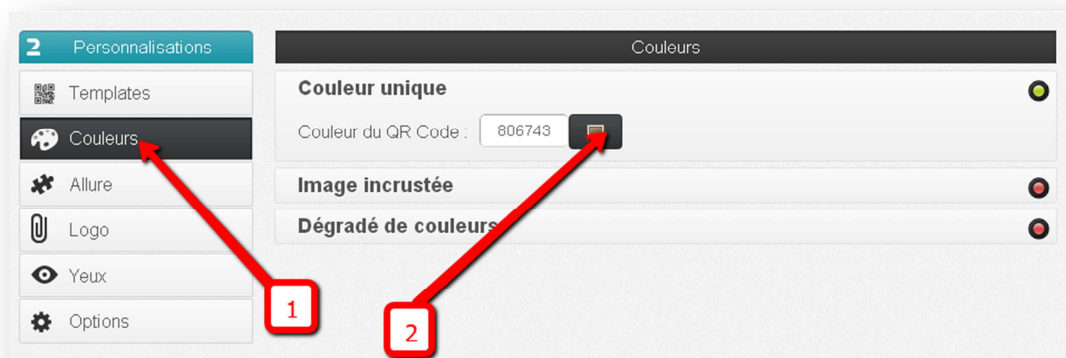 2 Personnalisations
Templates
Couleurs
Allure
Logo
Yeux
Options
Couleurs
Couleur unique
Couleur du QR Code : 806743
Image incrustée
Dégradé de couleurs
1
2